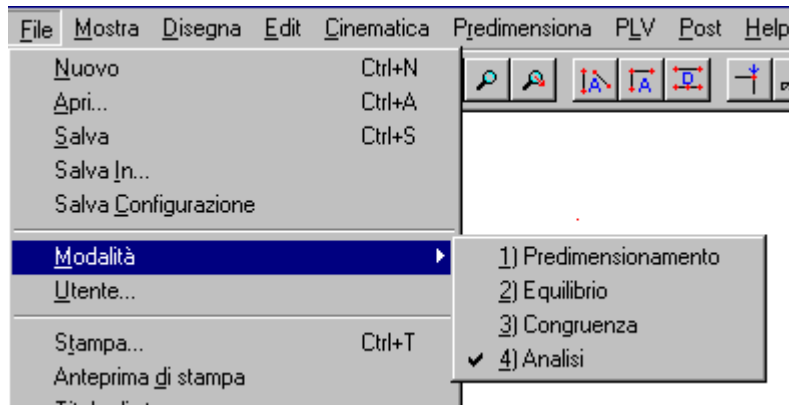 File Mostra Disegna Edit Cinematica Predimensiona PLV Post Help
Nuovo Ctrl+N
Apri... Ctrl+A
Salva Ctrl+S
Salva In...
Salva Configurazione
Modalità
1) Predimensionamento
2) Equilibrio
3) Congruenza
4) Analisi
Utente...
Stampa... Ctrl+T
Anteprima di stampa